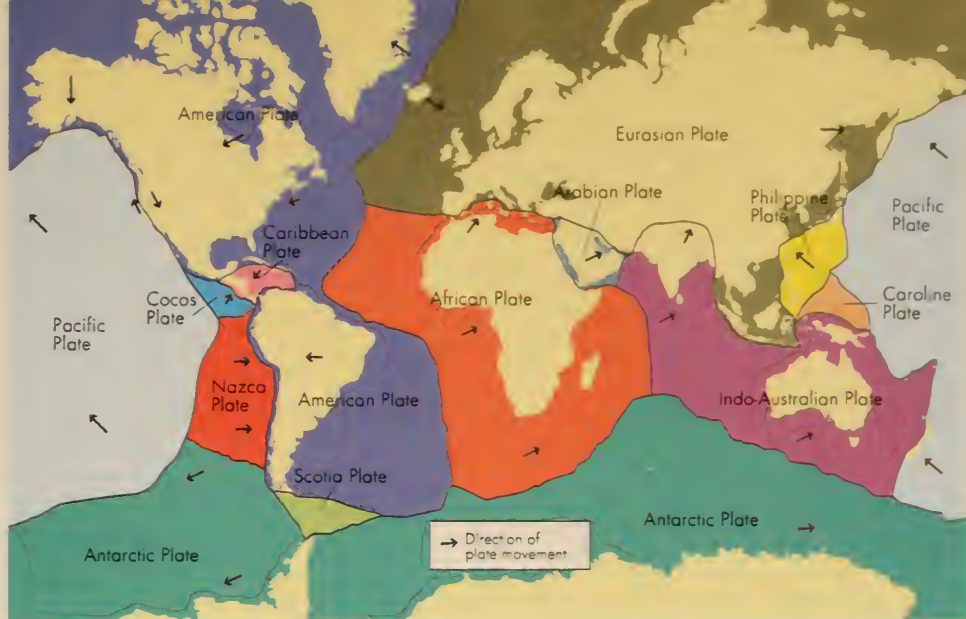 American Plate
Eurasian Plate
Arabian Plate
Philippine
Plate
Pacific
Plate
Caribbean
Plate
Cocos
Plate
African Plate
Caroline
Plate
Pacific
Plate
Nazca
Plate
American Plate
Indo-Australian Plate
Scotia Plate
Antarctic Plate
Direction of
plate movement
Antarctic Plate